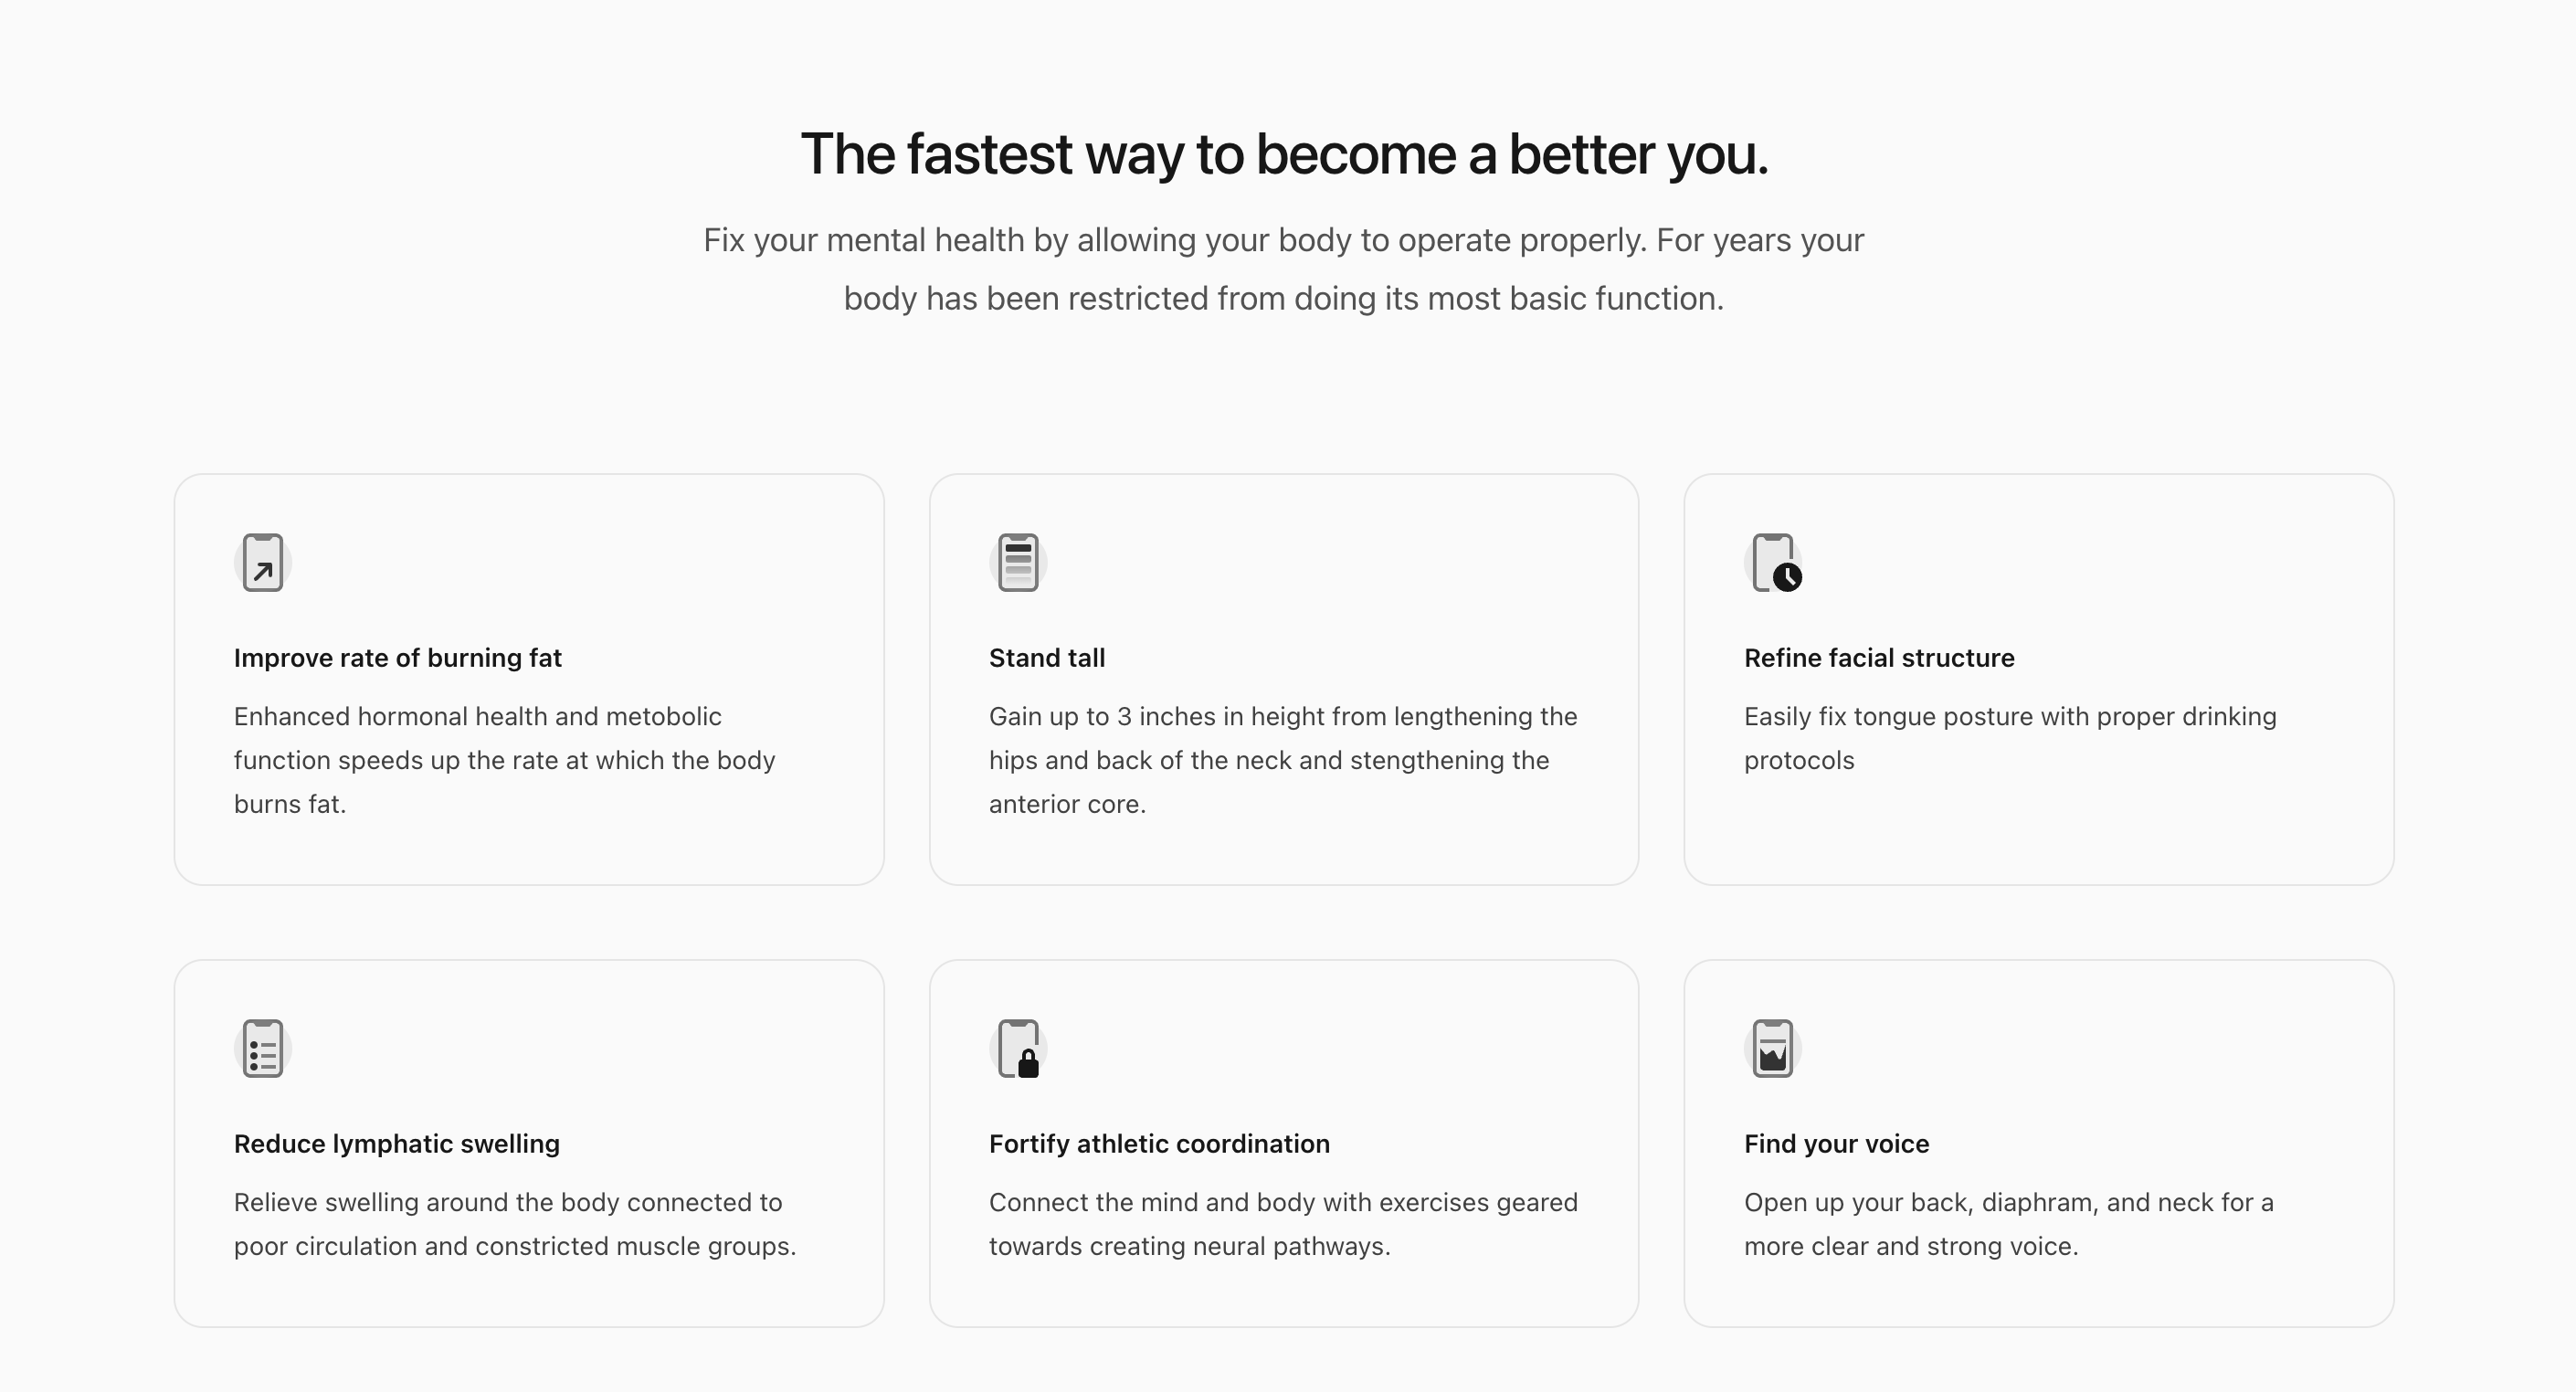 The fastest way to become a better you.
Fix your mental health by allowing your body to operate properly. For years your
body has been restricted from doing its most basic function.
Improve rate of burning fat
Enhanced hormonal health and metobolic
function speeds up the rate at which the body
burns fat.
Stand tall
Gain up to 3 inches in height from lengthening the
hips and back of the neck and stengthening the
anterior core.
Refine facial structure
Easily fix tongue posture with proper drinking
protocols
Reduce lymphatic swelling
Relieve swelling around the body connected to
poor circulation and constricted muscle groups.
Fortify athletic coordination
Connect the mind and body with exercises geared
towards creating neural pathways.
Find your voice
Open up your back, diaphram, and neck for a
more clear and strong voice.